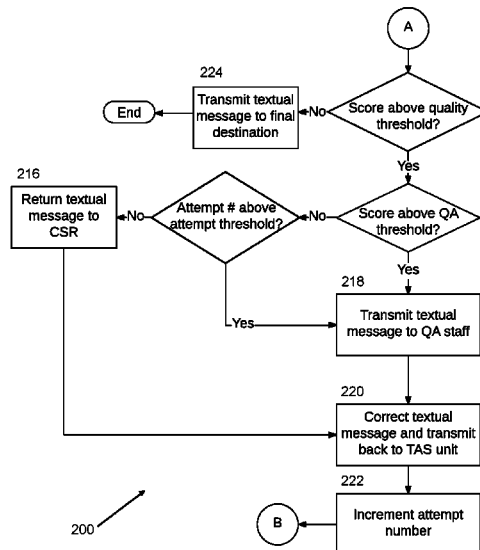 A
224
Transmit textual
message to final
destination
End
No
Score above quality
threshold?
Yes
216
Return textual
message to
CSR
No
Attempt # above
attempt threshold?
No
Score above QA
threshold?
Yes
218
Yes
Transmit textual
message to QA staff
220
Correct textual
message and transmit
back to TAS unit
222
Increment attempt
number
B
200